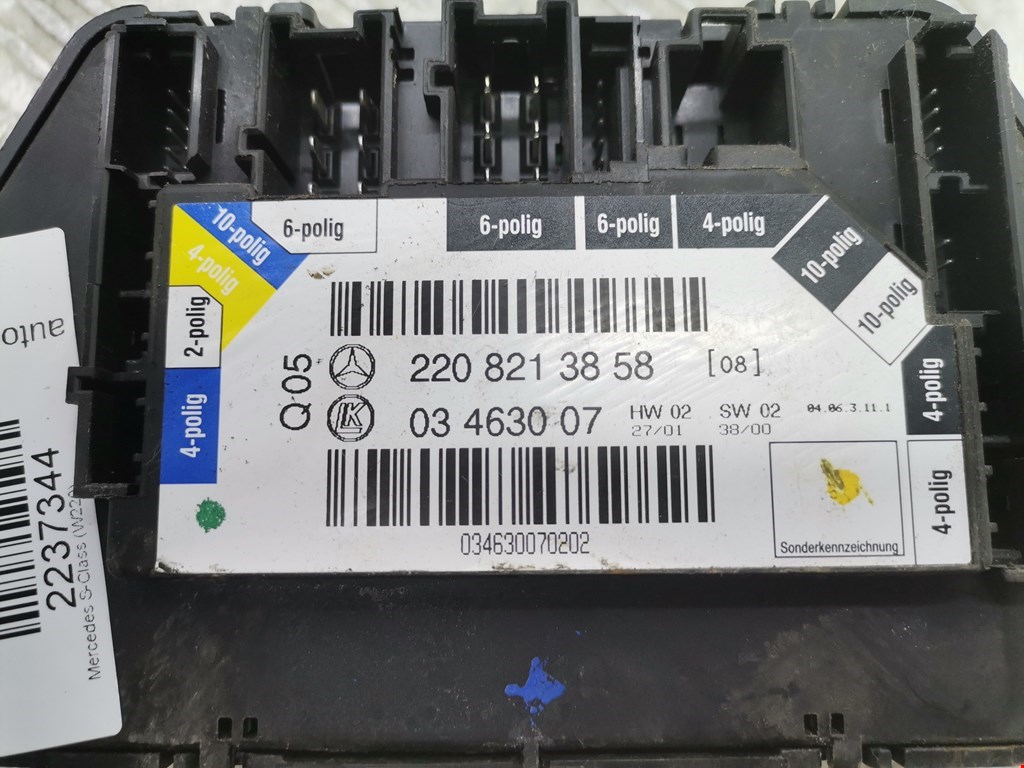 10-polig
6-polig
6-polig
6-polig
4-polig
10-polig
10-polig
4-polig
2-polig
4-polig
4-polig
4-polig
Q 05
220 821 38 58 [08]
K
03 4630 07 HW 02 SW 02 04.06.3.11.1
27/01 38/00
034630070202
Sonderkennzeichnung
auto
2237344
Mercedes S-Class (W220)